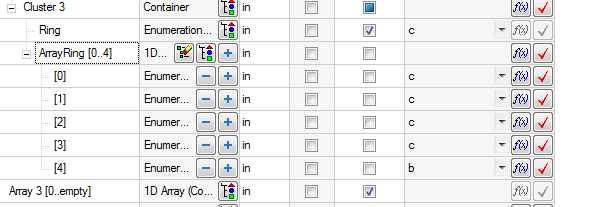 Cluster 3 Container in f(x)
Ring Enumeration... in c f(x)
ArrayRing [0..4] 1D... in f(x)
[0] Enumer... in c f(x)
[1] Enumer... in c f(x)
[2] Enumer... in c f(x)
[3] Enumer... in c f(x)
[4] Enumer... in b f(x)
Array 3 [0..empty] 1D Array (Co... in f(x)